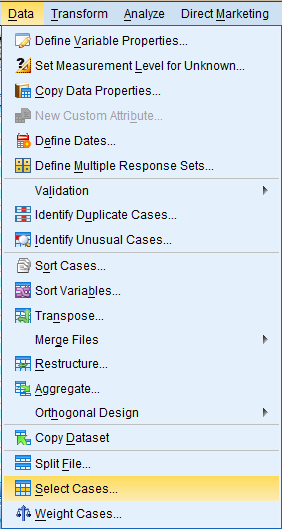 Data Transform Analyze Direct Marketing
Define Variable Properties...
Set Measurement Level for Unknown...
Copy Data Properties...
New Custom Attribute...
Define Dates...
Define Multiple Response Sets...
Validation
Identify Duplicate Cases...
Identify Unusual Cases...
Sort Cases...
Sort Variables...
Transpose...
Merge Files
Restructure...
Aggregate...
Orthogonal Design
Copy Dataset
Split File...
Select Cases...
Weight Cases...